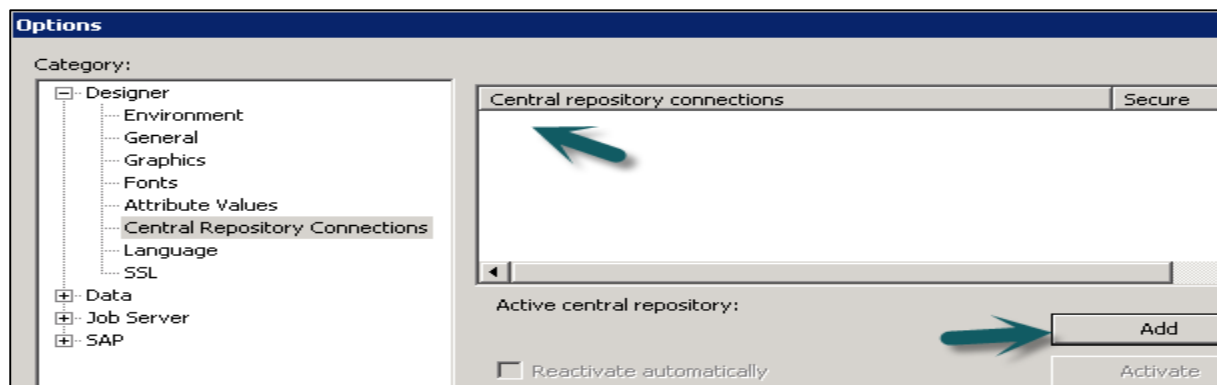 Options
Category:
Designer
Environment
General
Graphics
Fonts
Attribute Values
Central Repository Connections
Language
SSL
Data
Job Server
SAP
Central repository connections Secure
Active central repository:
Add
Reactivate automatically
Activate